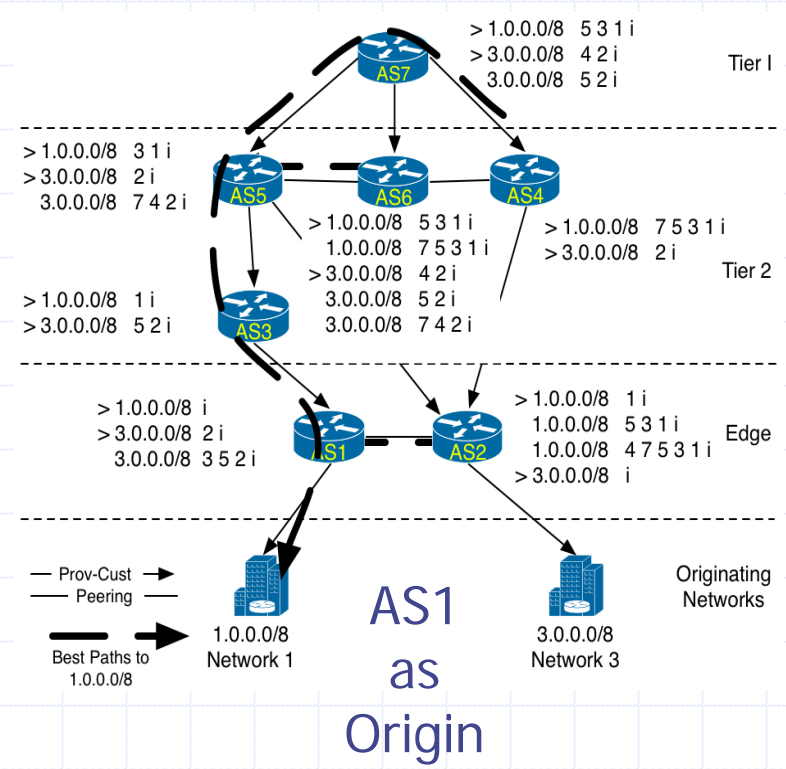 > 1.0.0.0/8 5 3 1 i
> 3.0.0.0/8 4 2 i
3.0.0.0/8 5 2 i
Tier I
AS7
> 1.0.0.0/8 3 1 i
> 3.0.0.0/8 2 i
3.0.0.0/8 7 4 2 i
AS5
AS6
AS4
> 1.0.0.0/8 5 3 1 i
1.0.0.0/8 7 5 3 1 i
> 3.0.0.0/8 4 2 i
3.0.0.0/8 5 2 i
3.0.0.0/8 7 4 2 i
> 1.0.0.0/8 7 5 3 1 i
> 3.0.0.0/8 2 i
Tier 2
> 1.0.0.0/8 1 i
> 3.0.0.0/8 5 2 i
AS3
> 1.0.0.0/8 i
> 3.0.0.0/8 2 i
3.0.0.0/8 3 5 2 i
AS1
AS2
> 1.0.0.0/8 1 i
1.0.0.0/8 5 3 1 i
1.0.0.0/8 4 7 5 3 1 i
> 3.0.0.0/8 i
Edge
Prov-Cust
Peering
Best Paths to
1.0.0.0/8
1.0.0.0/8
Network 1
AS1
as
Origin
3.0.0.0/8
Network 3
Originating
Networks